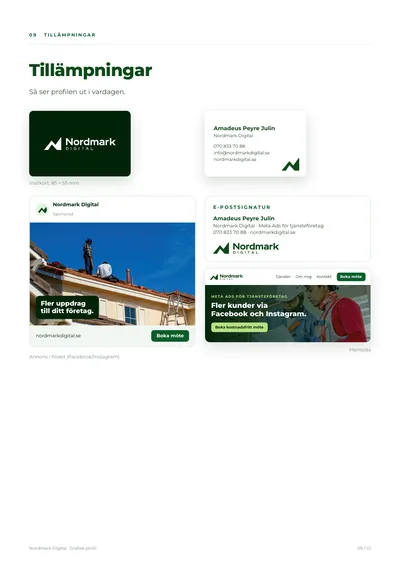 09 TILLÄMPNINGAR
Tillämpningar
Så ser profilen ut i vardagen.
Nordmark
DIGITAL
Amadeus Peyre Julin
Nordmark Digital
070 833 70 88
info@nordmarkdigital.se
nordmarkdigital.se
Visitkort, 85 × 55 mm
Nordmark Digital
Sponsrad
Fler uppdrag
till ditt företag.
nordmarkdigital.se
Boka möte
Annons i flödet (Facebook/Instagram)
E-POSTSIGNATUR
Amadeus Peyre Julin
Nordmark Digital · Meta Ads för tjänsteföretag
070 833 70 88 · nordmarkdigital.se
Nordmark
DIGITAL
Nordmark
DIGITAL
Tjänster Om oss Kontakt Boka möte
META ADS FÖR TJÄNSTEFÖRETAG
Fler kunder via
Facebook och Instagram.
Boka kostnadsfritt möte
Hemsida
Nordmark Digital · Grafisk profil